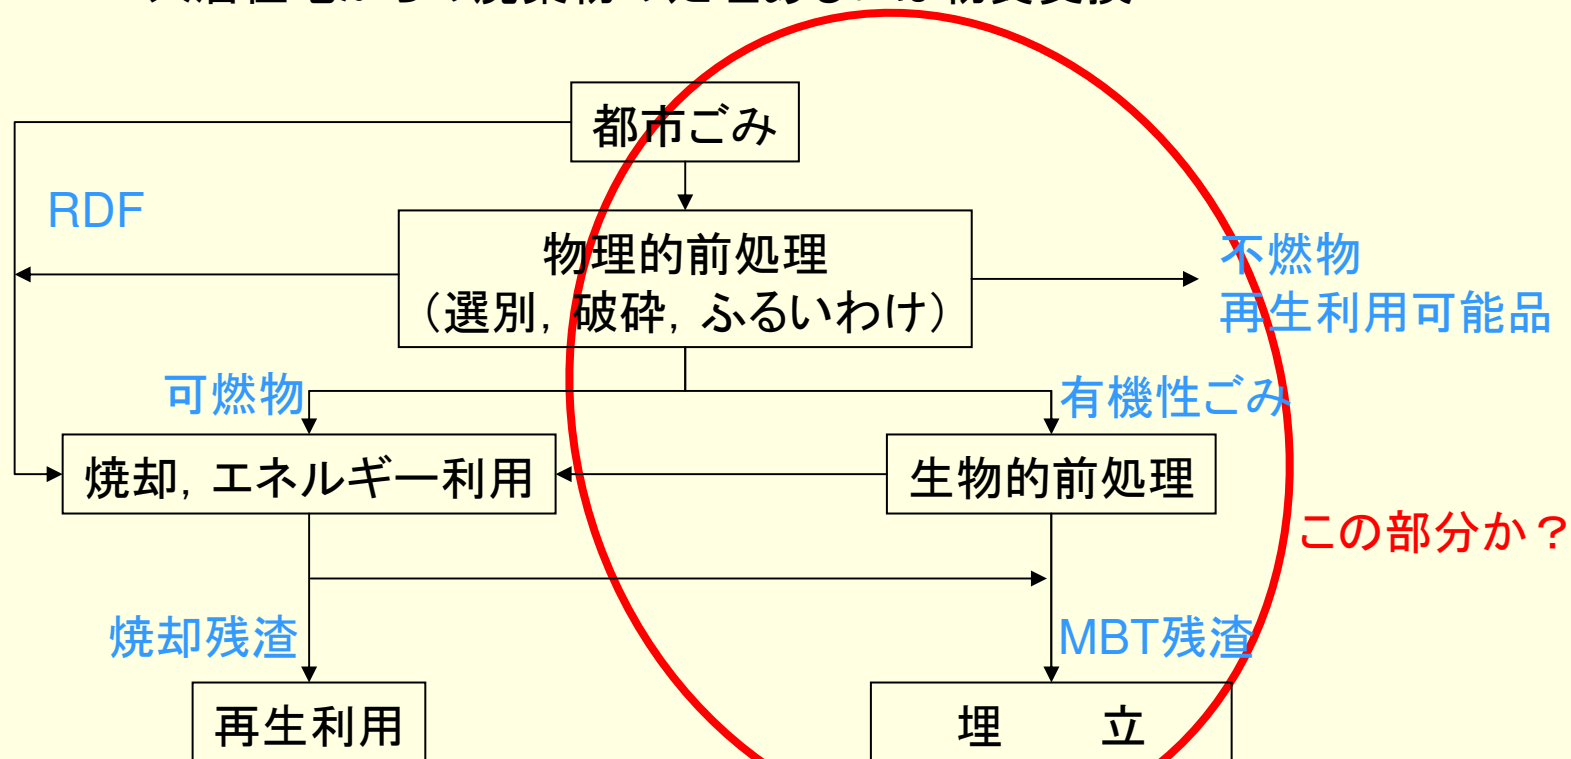 都市ごみ
RDF
物理的前処理
（選別，破砕，ふるいわけ）
不燃物
再生利用可能品
可燃物
有機性ごみ
焼却，エネルギー利用
生物的前処理
この部分か？
焼却残渣
MBT残渣
再生利用
埋　立